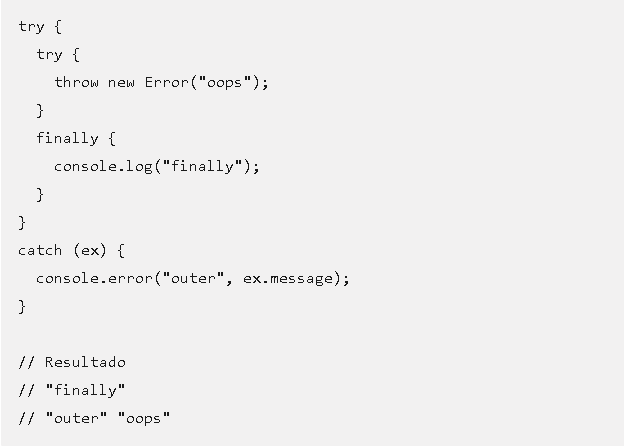 try {
  try {
    throw new Error("oops");
  }
  finally {
    console.log("finally");
  }
}
catch (ex) {
  console.error("outer", ex.message);
}

// Resultado
// "finally"
// "outer" "oops"